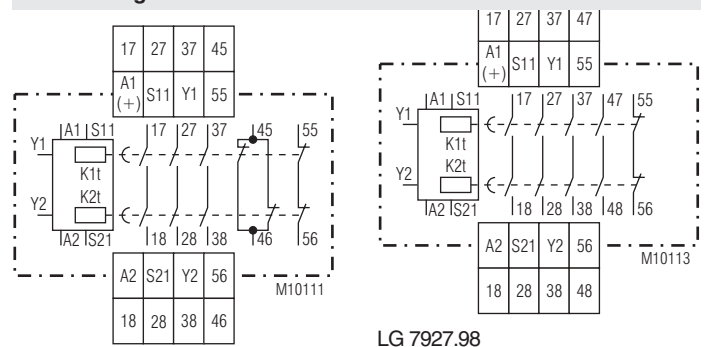 17 27 37 45
A1 (+) S11 Y1 55
A1 S11 17 27 37 45 55
Y1
K1t
K2t
Y2
A2 S21 18 28 38 46 56
A2 S21 Y2 56
M10111
18 28 38 46
17 27 37 47
A1 (+) S11 Y1 55
A1 S11 17 27 37 47 55
Y1
K1t
K2t
Y2
A2 S21 18 28 38 48 56
A2 S21 Y2 56
M10113
18 28 38 48
LG 7927.98